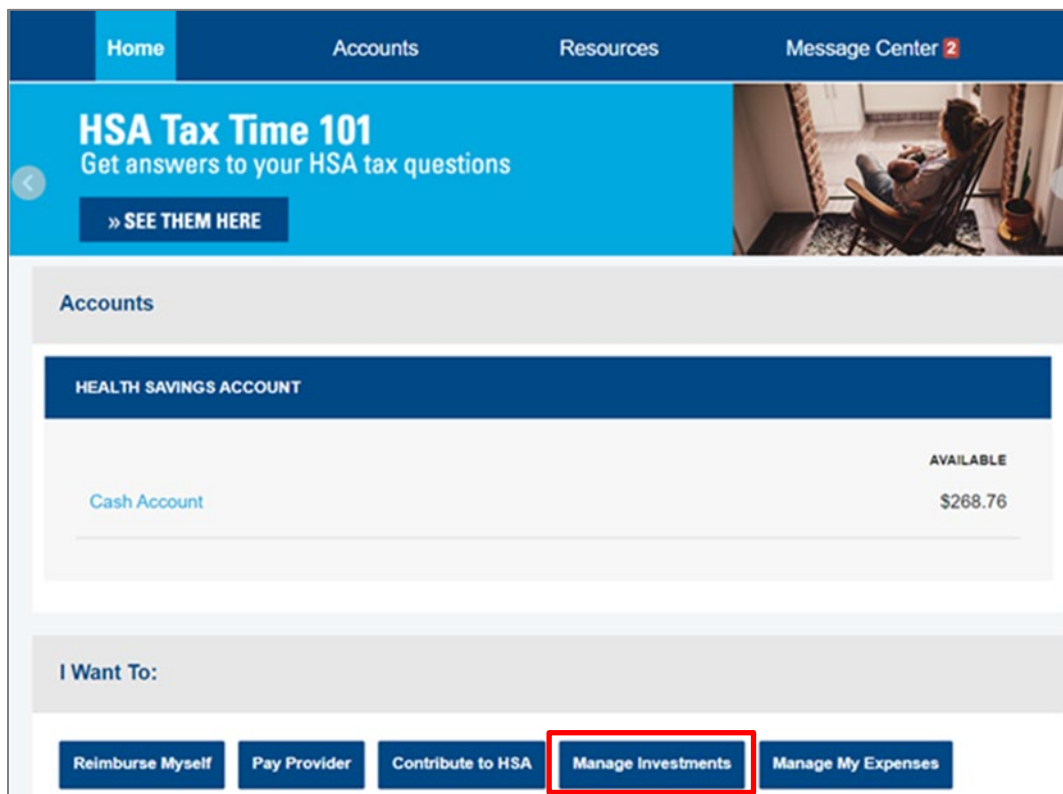 Home Accounts Resources Message Center 2
HSA Tax Time 101
Get answers to your HSA tax questions
» SEE THEM HERE
Accounts
HEALTH SAVINGS ACCOUNT
AVAILABLE
Cash Account $268.76
I Want To:
Reimburse Myself Pay Provider Contribute to HSA Manage Investments Manage My Expenses